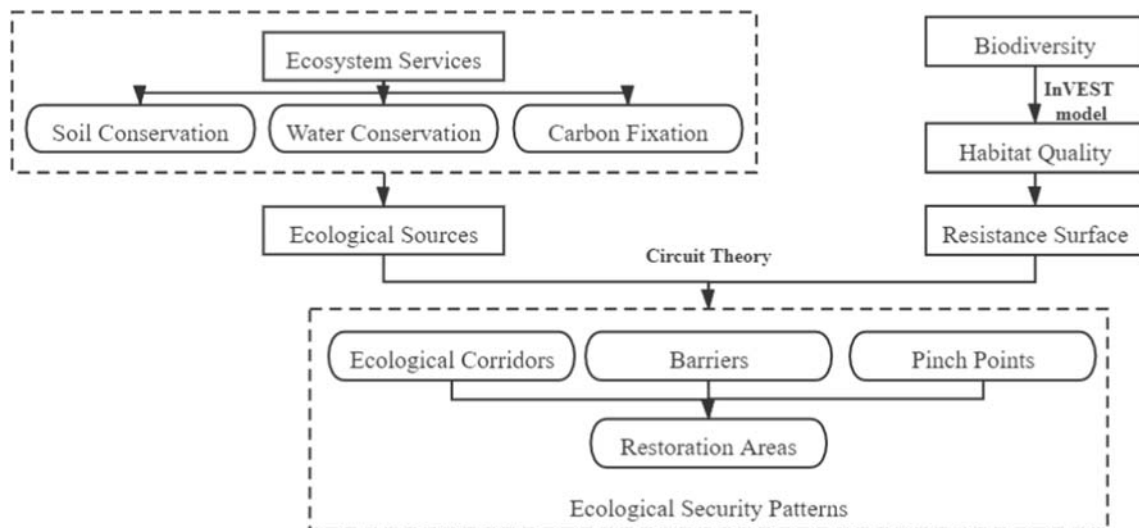 Ecosystem Services
Biodiversity
InVEST
model
Soil Conservation
Water Conservation
Carbon Fixation
Habitat Quality
Ecological Sources
Resistance Surface
Circuit Theory
Ecological Corridors
Barriers
Pinch Points
Restoration Areas
Ecological Security Patterns